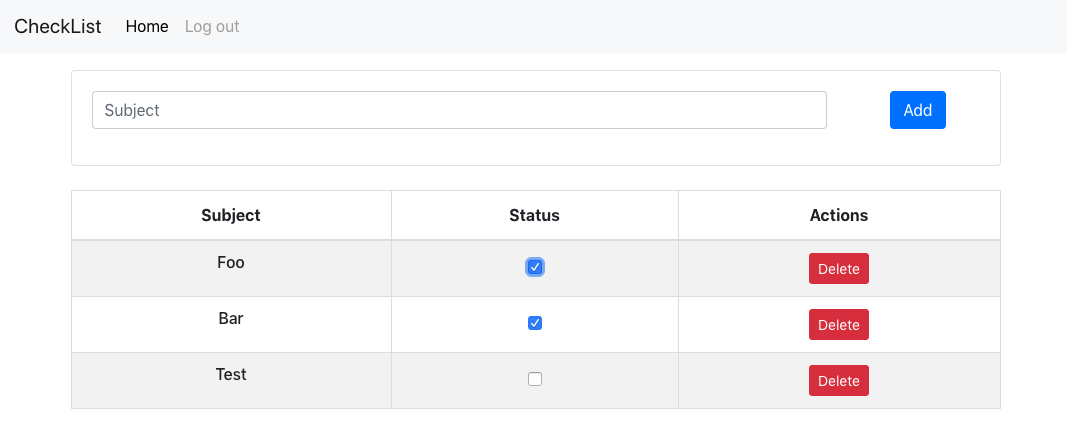 CheckList Home Log out
Subject Add
Subject Status Actions
Foo Delete
Bar Delete
Test Delete